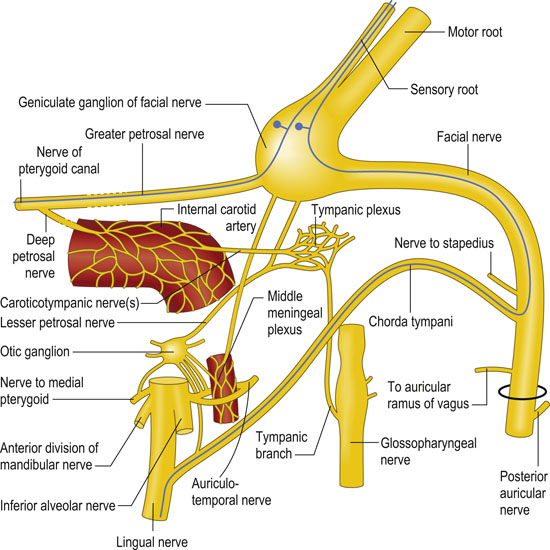 Motor root
Sensory root
Geniculate ganglion of facial nerve
Greater petrosal nerve
Facial nerve
Nerve of
pterygoid canal
Internal carotid
artery
Tympanic plexus
Deep
petrosal
nerve
Nerve to stapedius
Caroticotympanic nerve(s)
Lesser petrosal nerve
Middle
meningeal
plexus
Chorda tympani
Otic ganglion
Nerve to medial
pterygoid
To auricular
ramus of vagus
Anterior division of
mandibular nerve
Tympanic
branch
Glossopharyngeal
nerve
Inferior alveolar nerve
Auriculo-
temporal nerve
Posterior
auricular
nerve
Lingual nerve